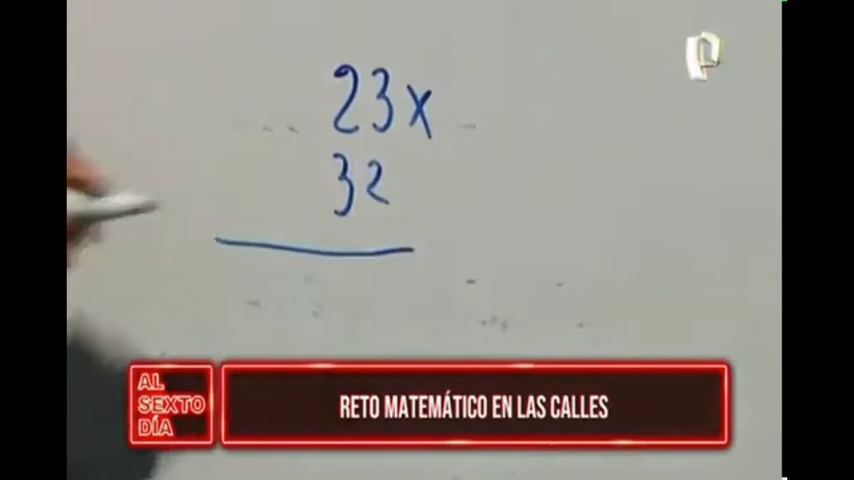 23x
32
AL
SEXTO
DÍA
RETO MATEMÁTICO EN LAS CALLES